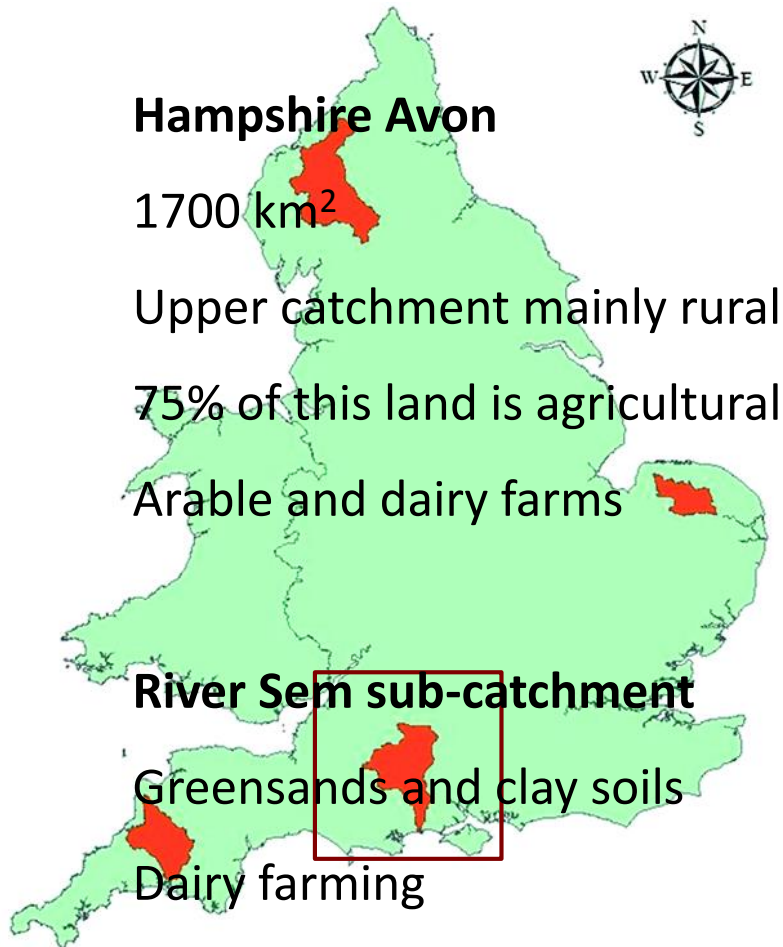 N
W E
S
Hampshire Avon
1700 km²
Upper catchment mainly rural
75% of this land is agricultural
Arable and dairy farms
River Sem sub-catchment
Greensands and clay soils
Dairy farming